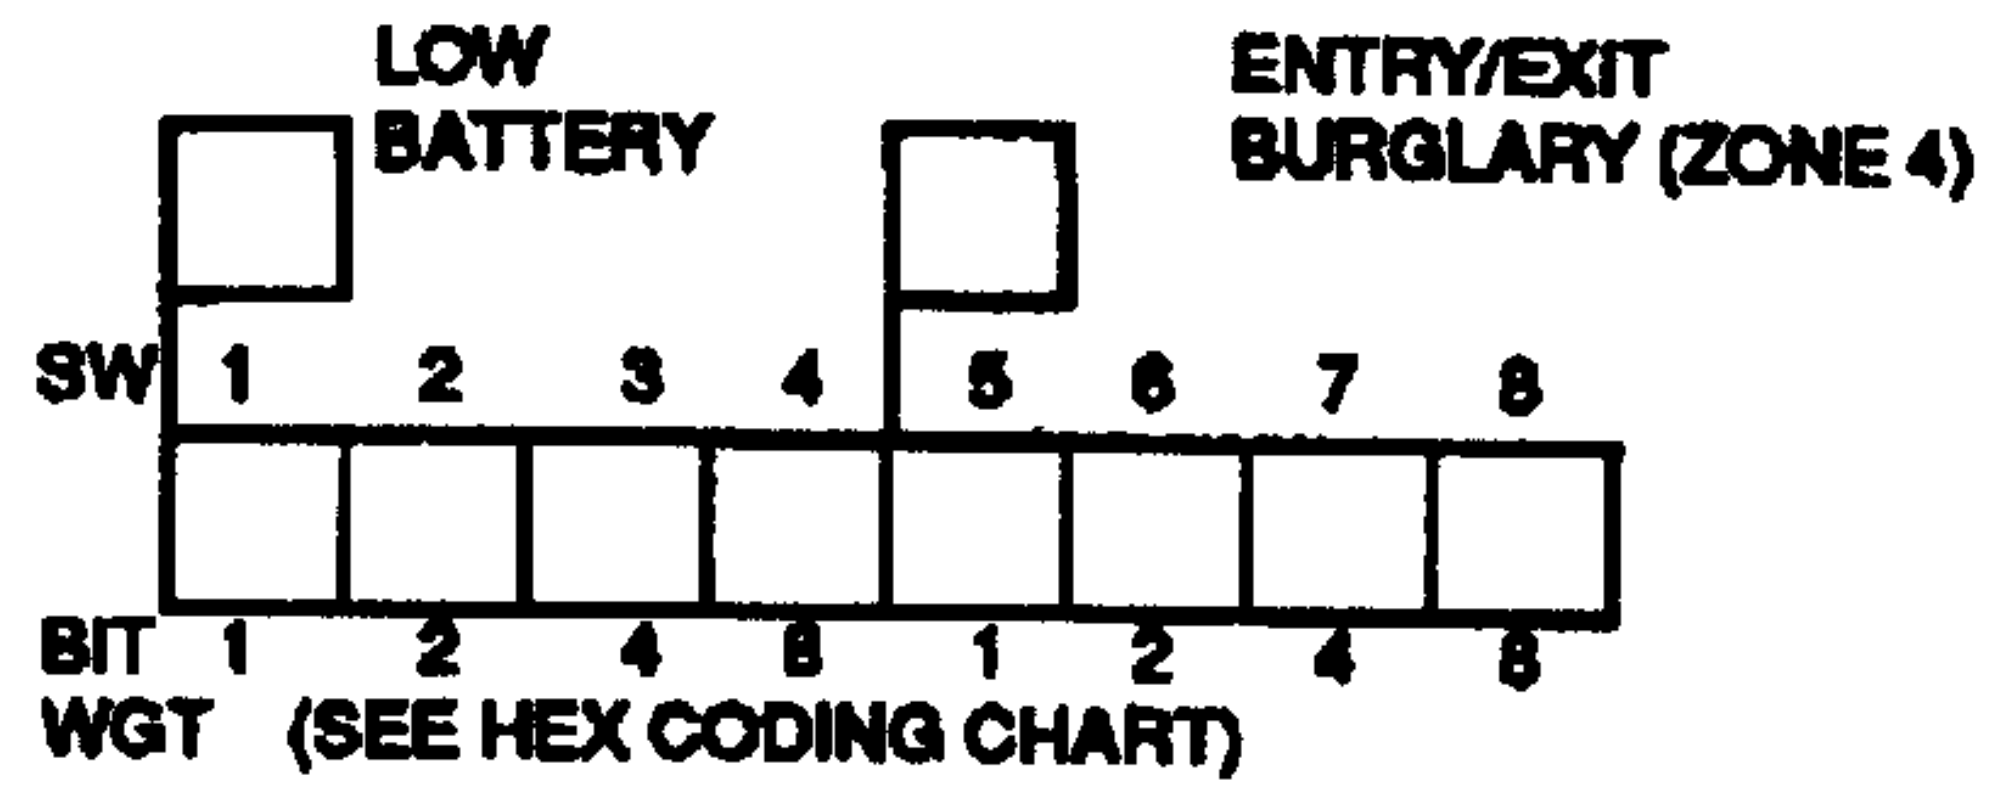 LOW
BATTERY
ENTRY/EXIT
BURGLARY (ZONE 4)
SW 1 2 3 4 5 6 7 8
BIT 1 2 4 8 1 2 4 8
WGT (SEE HEX CODING CHART)